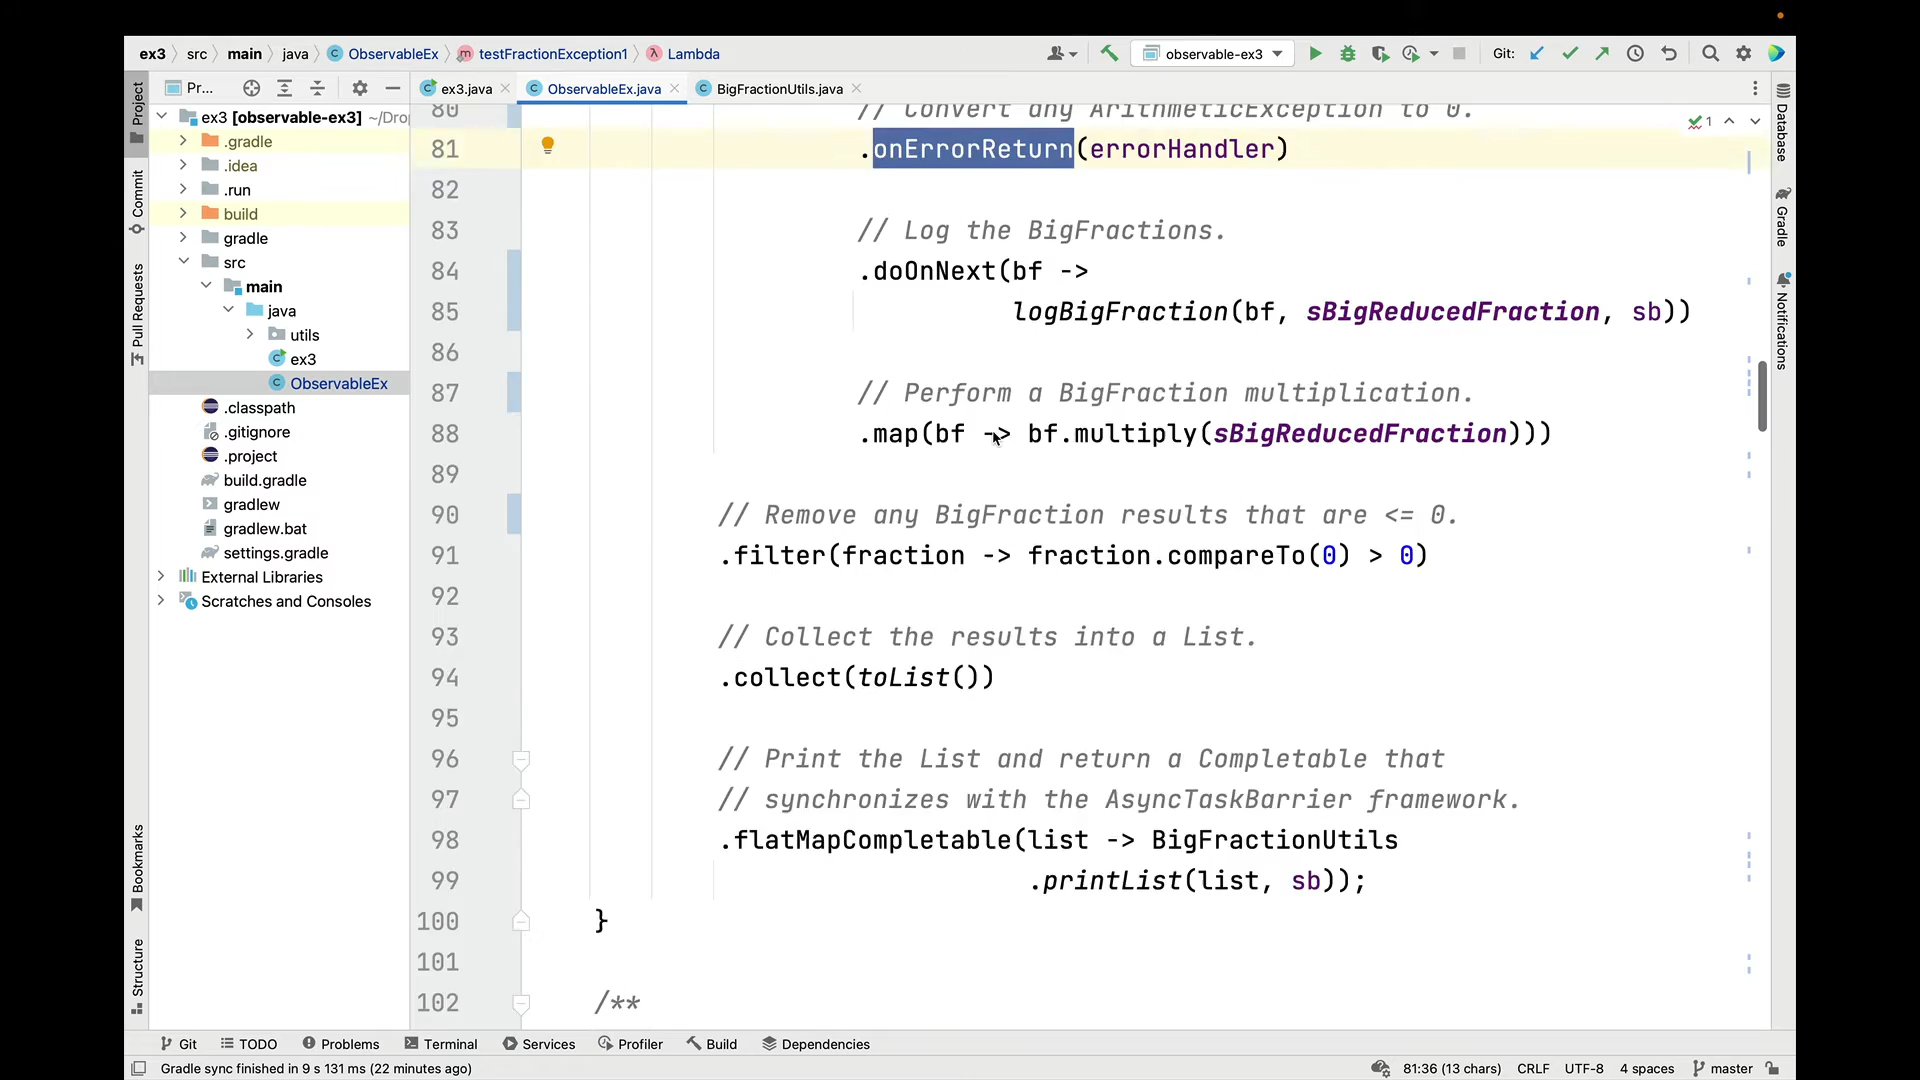 ex3 src main java ObservableEx testFractionException1 Lambda observable-ex3 Git:
Project
Pr...
ex3.java ObservableEx.java BigFractionUtils.java
ex3 [observable-ex3] ~/Dro
.gradle
.idea
.run
build
gradle
src
main
java
utils
ex3
ObservableEx
.classpath
.gitignore
.project
build.gradle
gradlew
gradlew.bat
settings.gradle
External Libraries
Scratches and Consoles
Commit
Pull Requests
Bookmarks
Structure
80 // Convert any ArithmeticException to 0.
81 .onErrorReturn(errorHandler)
82
83 // Log the BigFractions.
84 .doOnNext(bf ->
85 logBigFraction(bf, sBigReducedFraction, sb))
86
87 // Perform a BigFraction multiplication.
88 .map(bf -> bf.multiply(sBigReducedFraction)))
89
90 // Remove any BigFraction results that are <= 0.
91 .filter(fraction -> fraction.compareTo(0) > 0)
92
93 // Collect the results into a List.
94 .collect(toList())
95
96 // Print the List and return a Completable that
97 // synchronizes with the AsyncTaskBarrier framework.
98 .flatMapCompletable(list -> BigFractionUtils
99 .printList(list, sb));
100 }
101
102 /**
1
Database
Gradle
Notifications
Git TODO Problems Terminal Services Profiler Build Dependencies
Gradle sync finished in 9 s 131 ms (22 minutes ago) 81:36 (13 chars) CRLF UTF-8 4 spaces master